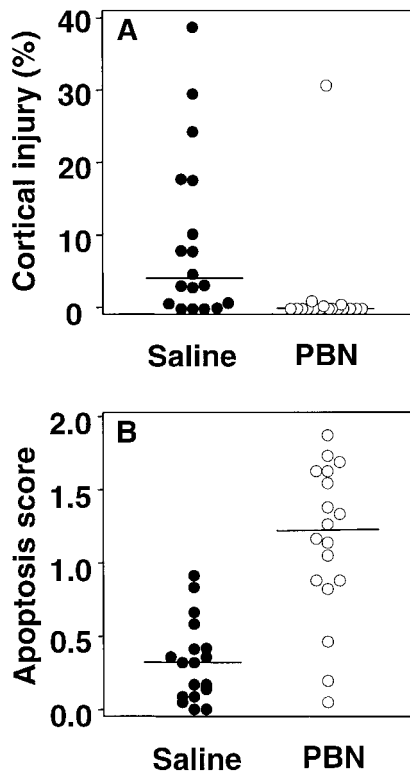 A
Cortical injury (%)
40
30
20
10
0
Saline PBN
B
Apoptosis score
2.0
1.5
1.0
0.5
0.0
Saline PBN